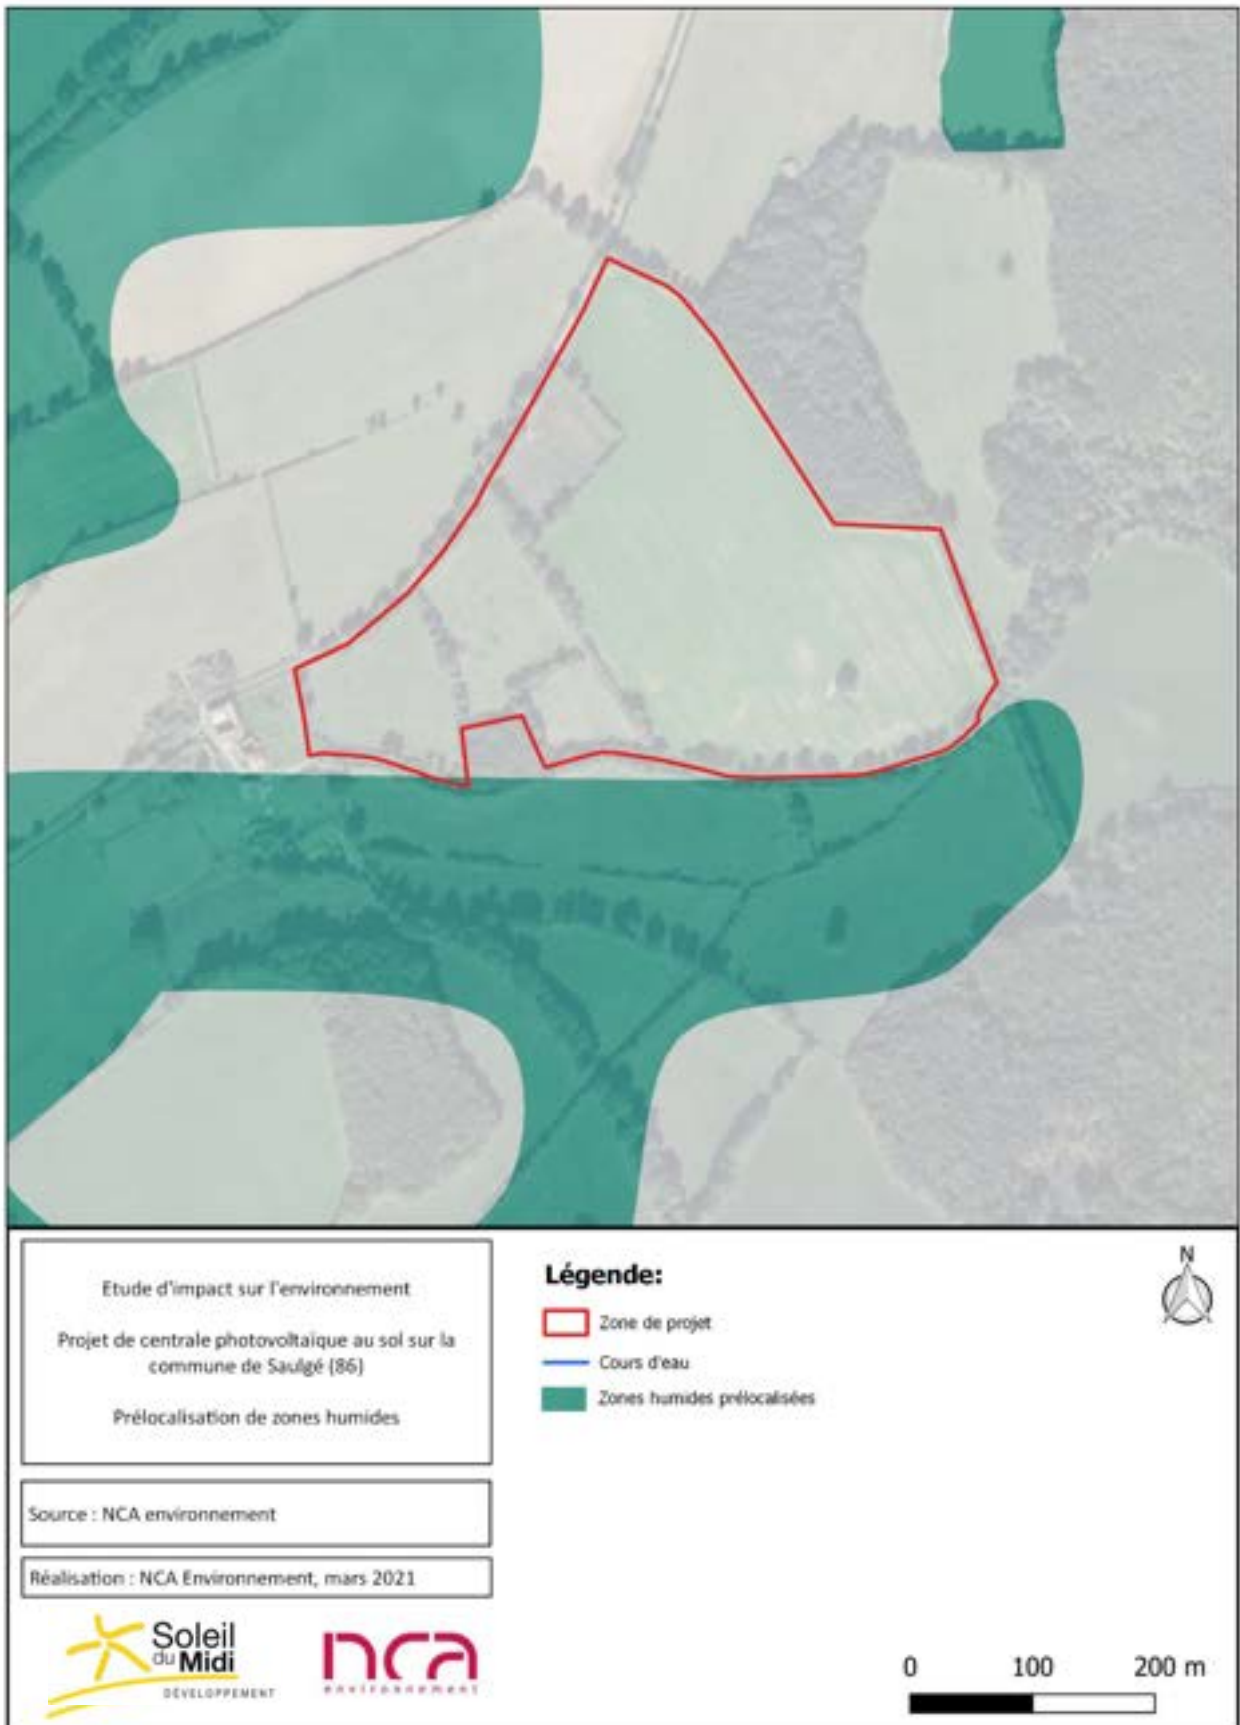 Etude d'impact sur l'environnement
Projet de centrale photovoltaïque au sol sur la
commune de Saulgé (86)
Prélocalisation de zones humides
Source : NCA environnement
Réalisation : NCA Environnement, mars 2021
Soleil
du Midi
DÉVELOPPEMENT
nca
environnement
Légende:
Zone de projet
Cours d'eau
Zones humides prélocalisées
N
0 100 200 m